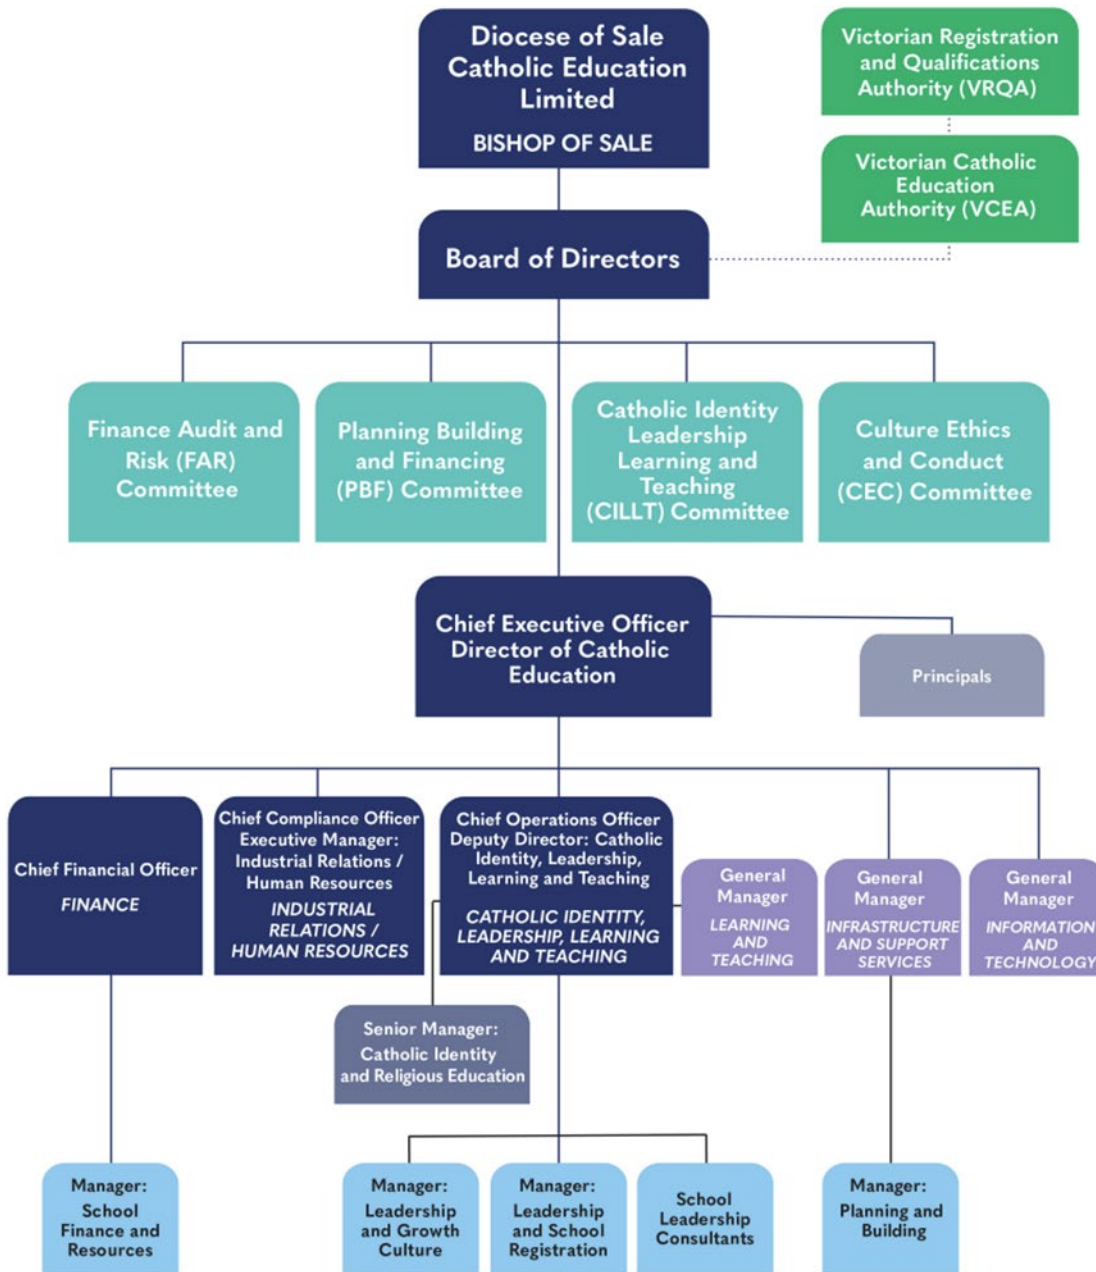 Diocese of Sale
Catholic Education
Limited
BISHOP OF SALE
Victorian Registration
and Qualifications
Authority (VRQA)
Victorian Catholic
Education
Authority (VCEA)
Board of Directors
Finance Audit and
Risk (FAR)
Committee
Planning Building
and Financing
(PBF) Committee
Catholic Identity
Leadership
Learning and
Teaching
(CILLT) Committee
Culture Ethics
and Conduct
(CEC) Committee
Chief Executive Officer
Director of Catholic
Education
Principals
Chief Financial Officer
FINANCE
Chief Compliance Officer
Executive Manager:
Industrial Relations /
Human Resources
INDUSTRIAL
RELATIONS /
HUMAN RESOURCES
Chief Operations Officer
Deputy Director: Catholic
Identity, Leadership,
Learning and Teaching
CATHOLIC IDENTITY,
LEADERSHIP, LEARNING
AND TEACHING
General
Manager
LEARNING
AND
TEACHING
General
Manager
INFRASTRUCTURE
AND SUPPORT
SERVICES
General
Manager
INFORMATION
AND
TECHNOLOGY
Senior Manager:
Catholic Identity
and Religious Education
Manager:
School
Finance and
Resources
Manager:
Leadership
and Growth
Culture
Manager:
Leadership
and School
Registration
School
Leadership
Consultants
Manager:
Planning and
Building